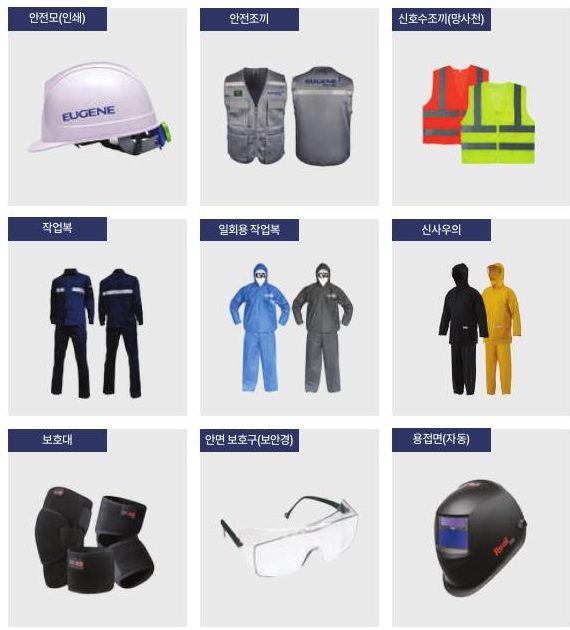 안전모(인쇄)
안전조끼
신호수조끼(망사천)
EUGENE
EUGENE
작업복
일회용 작업복
신사우의
보호대
안면 보호구(보안경)
용접면(자동)